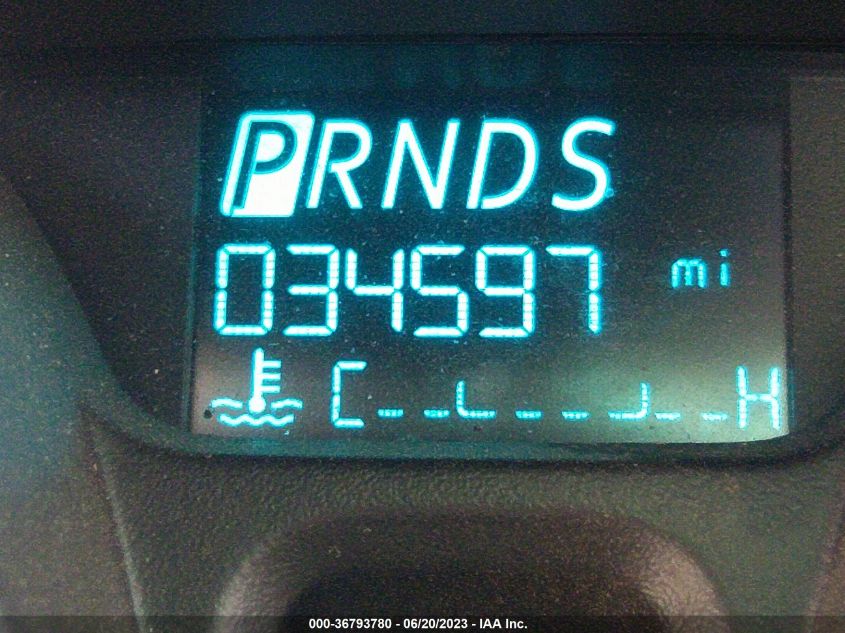 PRNDS
034597 mi
C H
000-36793780 - 06/20/2023 - IAA Inc.